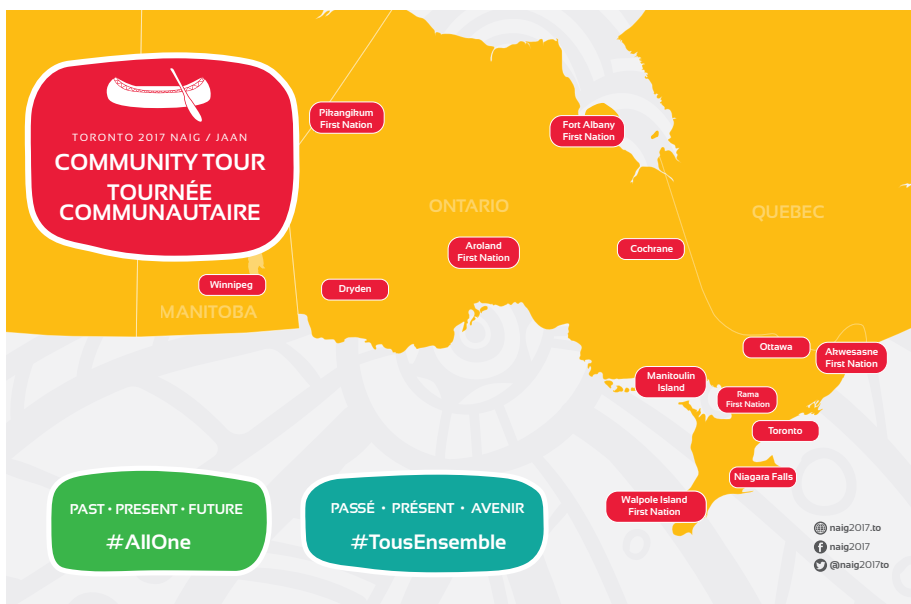 TORONTO 2017 NAIG / JAAN
COMMUNITY TOUR
TOURNÉE
COMMUNAUTAIRE
Pikangikum
First Nation
Fort Albany
First Nation
ONTARIO
QUEBEC
Aroland
First Nation
Cochrane
Winnipeg
Dryden
MANITOBA
Ottawa
Akwesasne
First Nation
Manitoulin
Island
Rama
First Nation
Toronto
Niagara Falls
Walpole Island
First Nation
PAST • PRESENT • FUTURE
#AllOne
PASSÉ • PRÉSENT • AVENIR
#TousEnsemble
naig2017.to
naig2017
@naig2017to